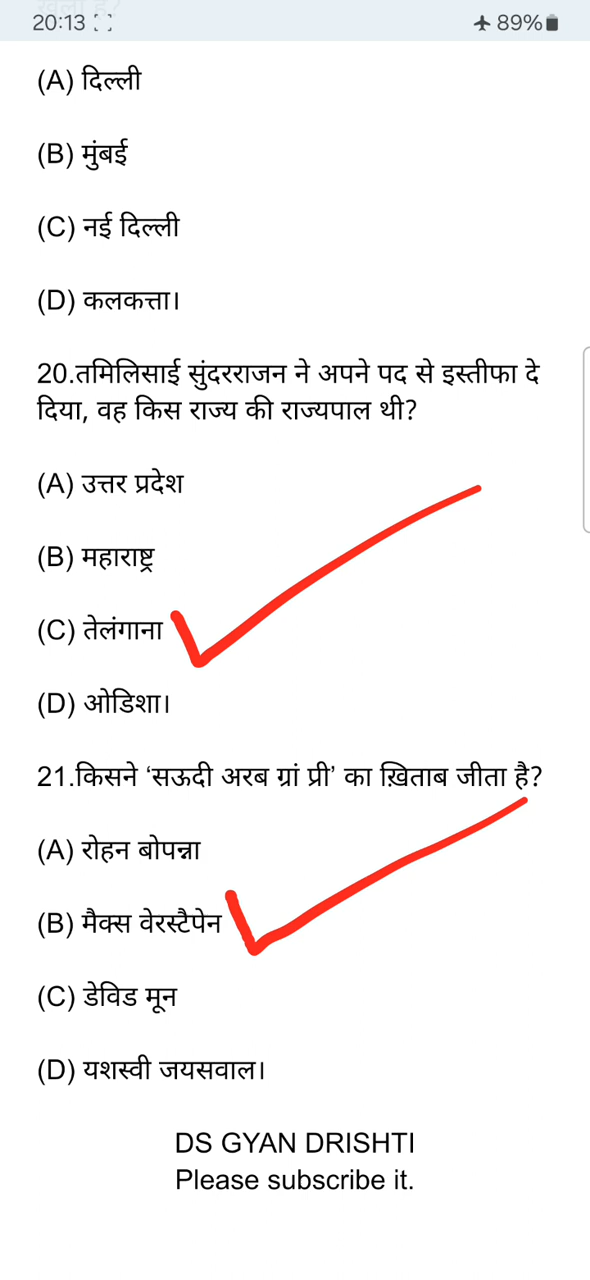 20:13
89%
(A) दिल्ली
(B) मुंबई
(C) नई दिल्ली
(D) कलकत्ता।
20.तमिलिसाई सुंदरराजन ने अपने पद से इस्तीफा दे
दिया, वह किस राज्य की राज्यपाल थी?
(A) उत्तर प्रदेश
(B) महाराष्ट्र
(C) तेलंगाना
(D) ओडिशा।
21.किसने ‘सऊदी अरब ग्रां प्री’ का ख़िताब जीता है?
(A) रोहन बोपन्ना
(B) मैक्स वेरस्टैपेन
(C) डेविड मून
(D) यशस्वी जयसवाल।
DS GYAN DRISHTI
Please subscribe it.